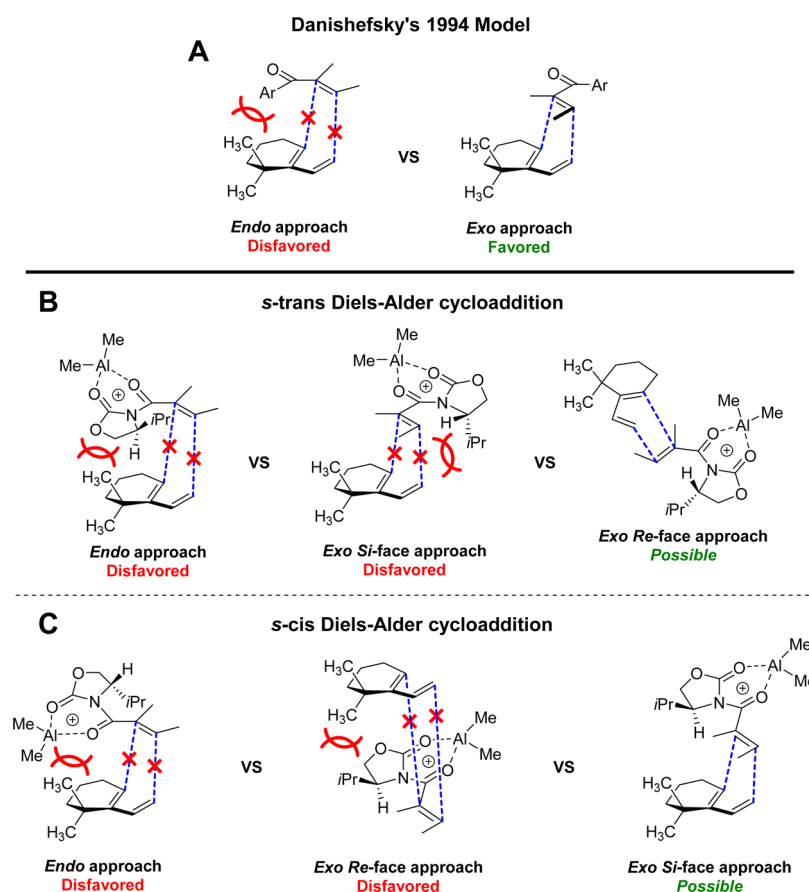 Danishefsky's 1994 Model
A
O
Ar
H3C
H3C
VS
O
Ar
H3C
H3C
Endo approach
Disfavored
Exo approach
Favored
B
s-trans Diels-Alder cycloaddition
Me
Me
Al
O
O
+
O
N
iPr
H
H3C
H3C
VS
Me
Me
Al
O
O
O
+
N
H
iPr
H3C
H3C
VS
H3C
H3C
Me
Me
Al
O
+
O
N
H
iPr
O
Endo approach
Disfavored
Exo Si-face approach
Disfavored
Exo Re-face approach
Possible
C
s-cis Diels-Alder cycloaddition
H
O
O
N
iPr
Me
Al
+
O
Me
H3C
H3C
VS
H3C
H3C
O
O
Al
Me
Me
+
N
O
iPr
H
VS
Me
O
O
Al
Me
+
N
O
iPr
H
H3C
H3C
Endo approach
Disfavored
Exo Re-face approach
Disfavored
Exo Si-face approach
Possible